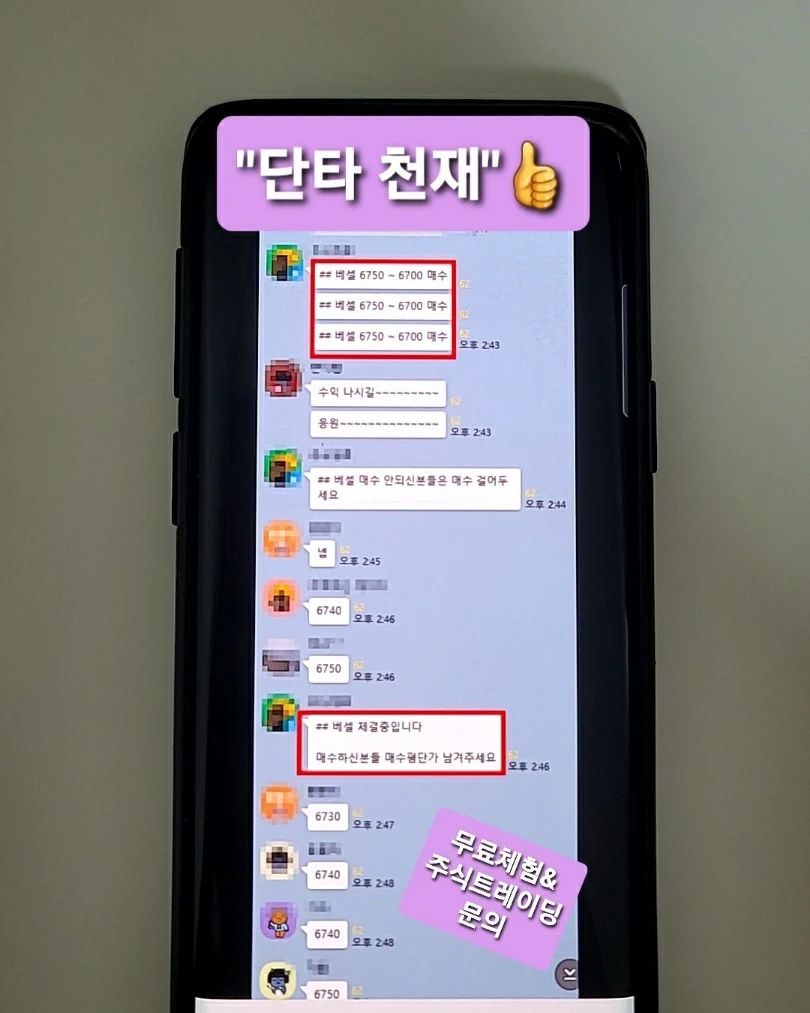 "단타 천재"👍
## 베셀 6750 ~ 6700 매수
62
## 베셀 6750 ~ 6700 매수
62
## 베셀 6750 ~ 6700 매수
62
오후 2:43
수익 나시길~~~~~~~~~
62
응원~~~~~~~~~~~~~~
62
오후 2:43
## 베셀 매수 안되신분들은 매수 걸어두
세요
62
오후 2:44
넵
62
오후 2:45
6740
62
오후 2:46
6750
62
오후 2:46
## 베셀 체결중입니다
매수하신분들 매수평단가 남겨주세요
62
오후 2:46
6730
62
오후 2:47
6740
62
오후 2:48
6740
62
오후 2:48
6750
62
무료체험&
주식트레이딩
문의